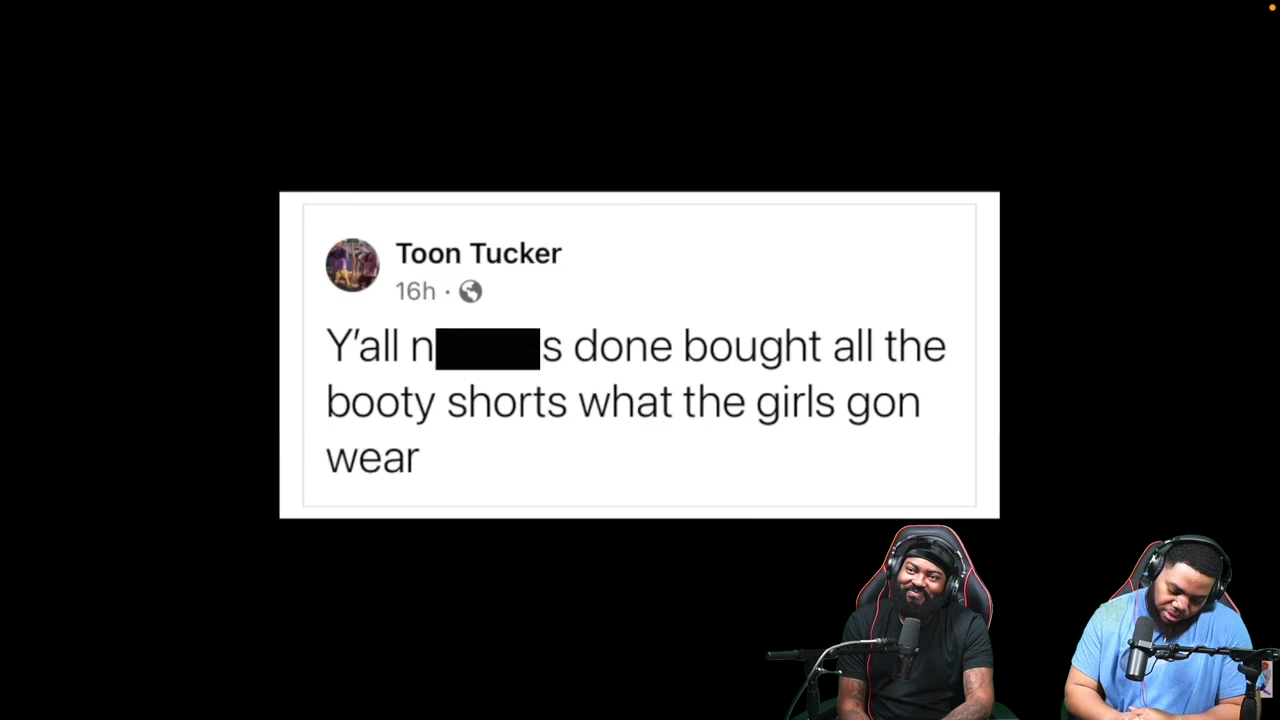 Toon Tucker
16h ·
Y'all n s done bought all the
booty shorts what the girls gon
wear